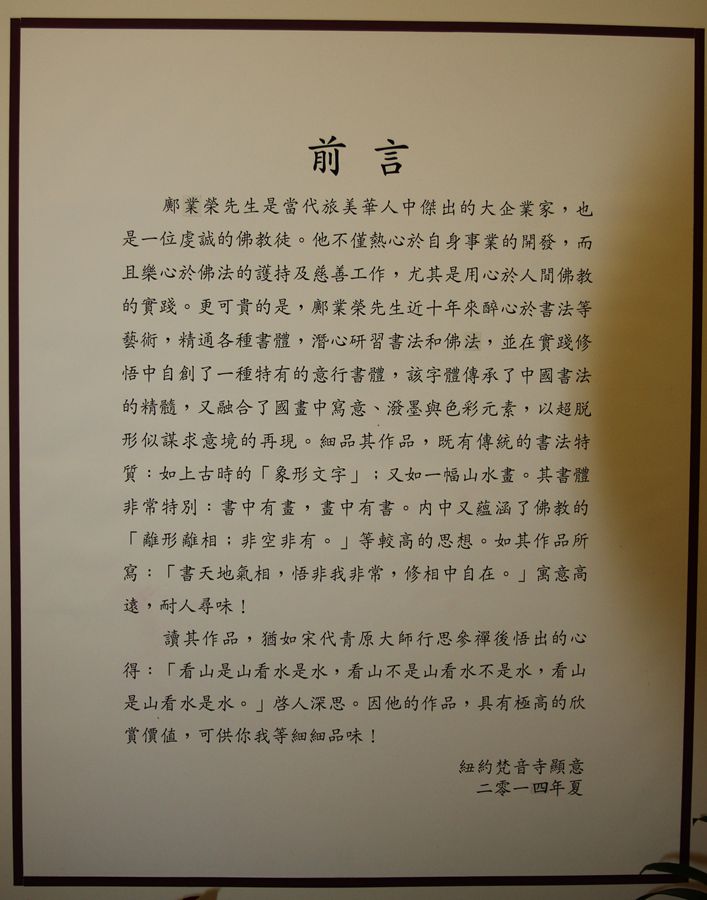 前言
鄺業榮先生是當代旅美華人中傑出的大企業家，也
是一位虔誠的佛教徒。他不僅熱心於自身事業的開發，而
且樂心於佛法的護持及慈善工作，尤其是用心於人間佛教
的實踐。更可貴的是，鄺業榮先生近十年來醉心於書法等
藝術，精通各種書體，潛心研習書法和佛法，並在實踐修
悟中自創了一種特有的意行書體，該字體傳承了中國書法
的精髓，又融合了國畫中寫意、潑墨與色彩元素，以超脫
形似謀求意境的再現。細品其作品，既有傳統的書法特
質：如上古時的「象形文字」；又如一幅山水畫。其書體
非常特別：書中有畫，畫中有書。內中又蘊涵了佛教的
「離形離相；非空非有。」等較高的思想。如其作品所
寫：「書天地氣相，悟非我非常，修相中自在。」寓意高
遠，耐人尋味！
讀其作品，猶如宋代青原大師行思參禪後悟出的心
得：「看山是山看水是水，看山不是山看水不是水，看山
是山看水是水。」啓人深思。因他的作品，具有極高的欣
賞價值，可供你我等細細品味！
紐約梵音寺顯意
二零一四年夏